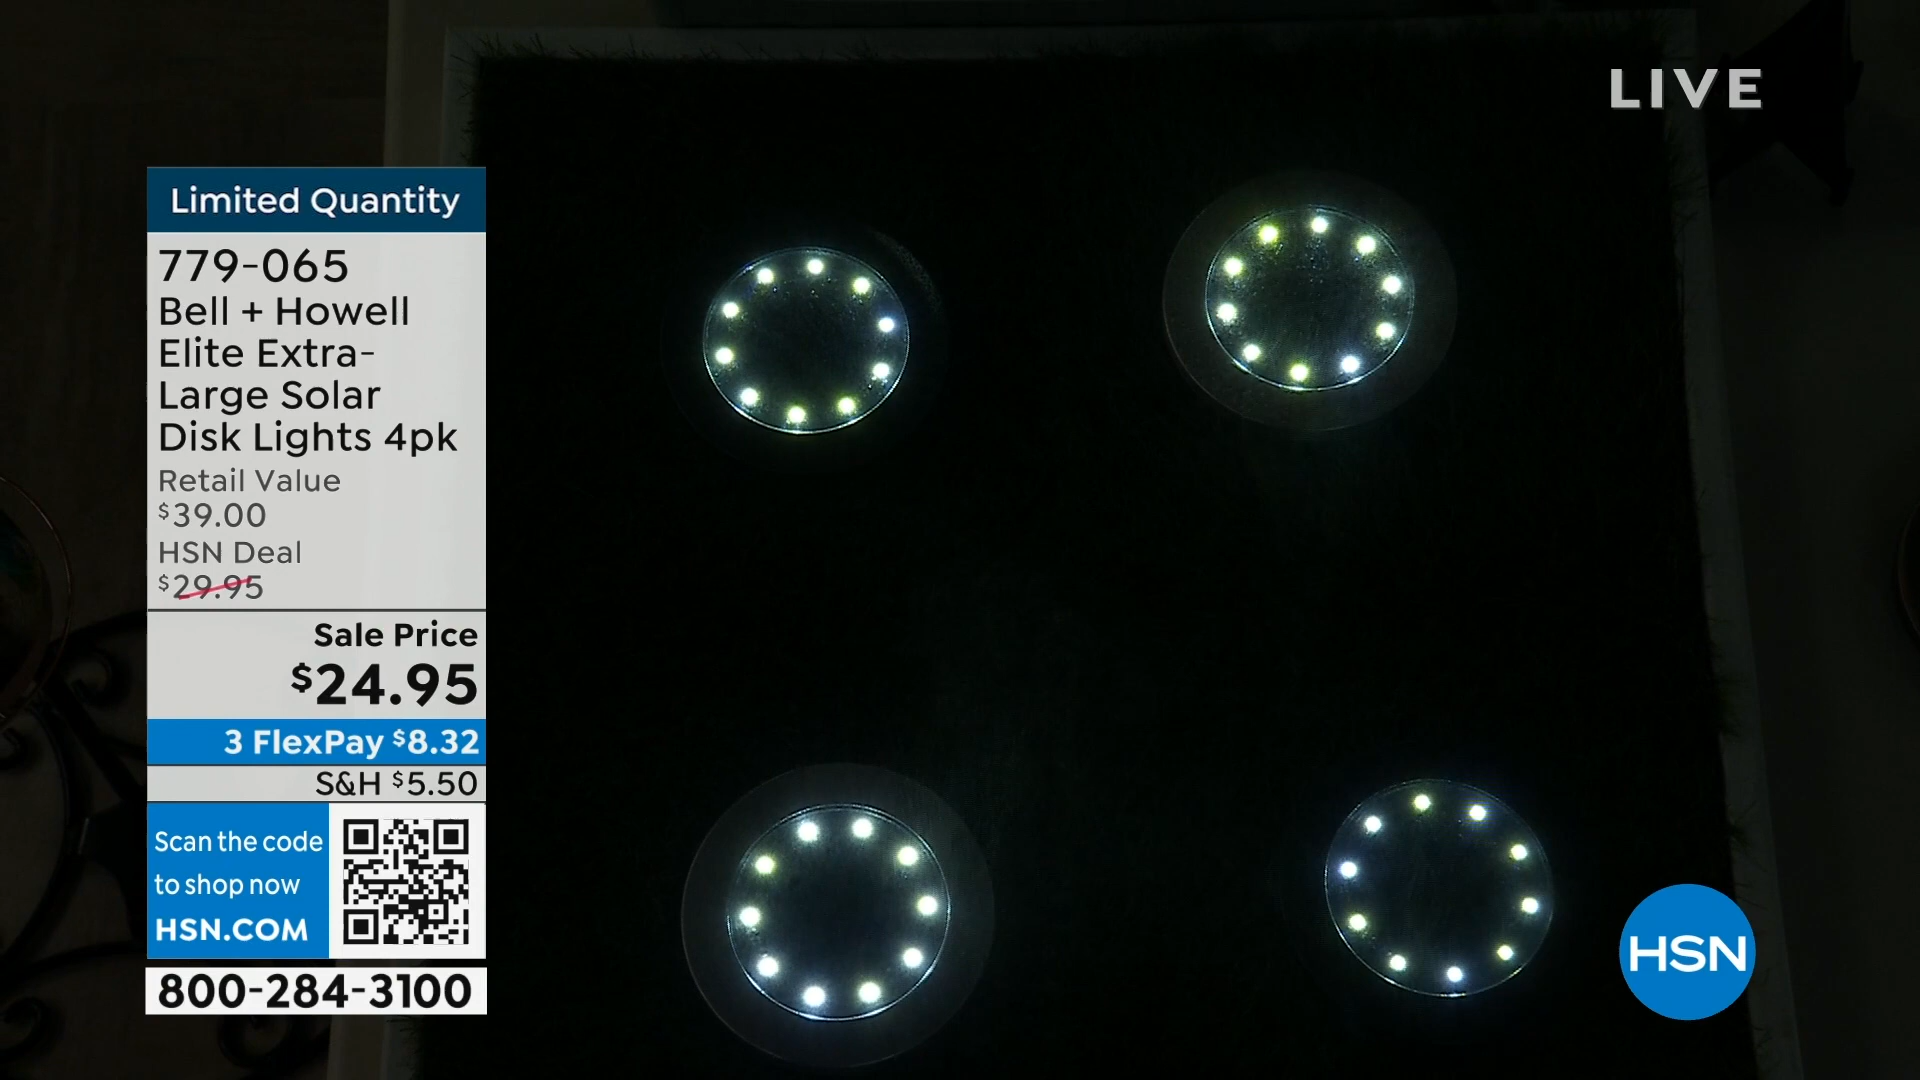 LIVE
Limited Quantity
779-065
Bell + Howell
Elite Extra-
Large Solar
Disk Lights 4pk
Retail Value
$39.00
HSN Deal
$29.95
Sale Price
$24.95
3 FlexPay $8.32
S&H $5.50
Scan the code
to shop now
HSN.COM
800-284-3100
HSN